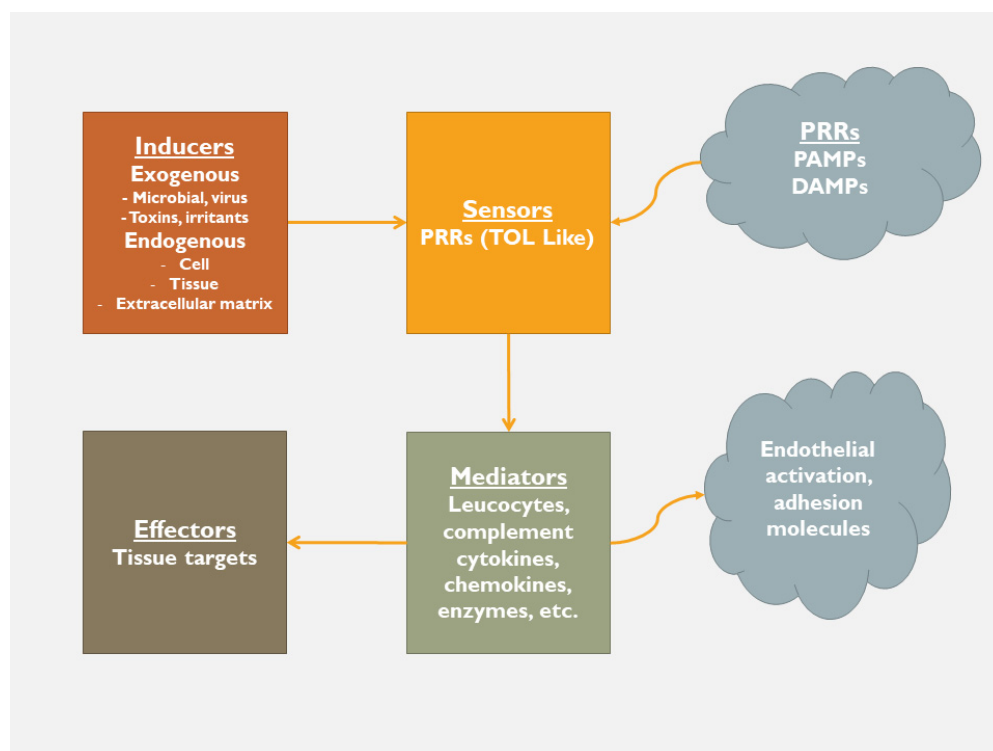 Inducers
Exogenous
- Microbial, virus
- Toxins, irritants
Endogenous
- Cell
- Tissue
- Extracellular matrix
Sensors
PRRs (TOL Like)
PRRs
PAMPs
DAMPs
Effectors
Tissue targets
Mediators
Leucocytes,
complement
cytokines,
chemokines,
enzymes, etc.
Endothelial
activation,
adhesion
molecules